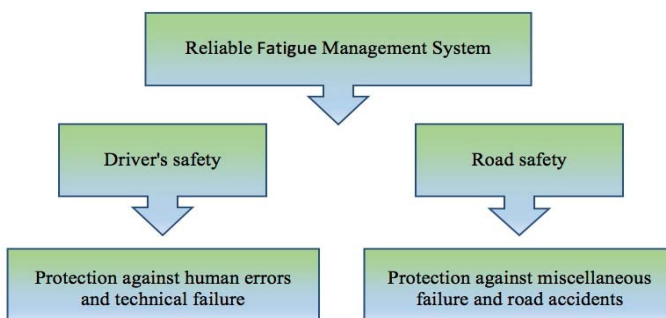 Reliable Fatigue Management System
Driver's safety
Road safety
Protection against human errors
and technical failure
Protection against miscellaneous
failure and road accidents